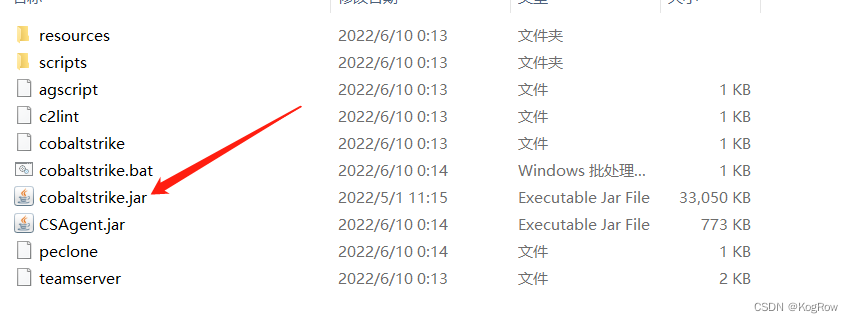 resources 2022/6/10 0:13 文件夹
scripts 2022/6/10 0:13 文件夹
agscript 2022/6/10 0:13 文件 1 KB
c2lint 2022/6/10 0:13 文件 1 KB
cobaltstrike 2022/6/10 0:13 文件 1 KB
cobaltstrike.bat 2022/6/10 0:14 Windows 批处理... 1 KB
cobaltstrike.jar 2022/5/1 11:15 Executable Jar File 33,050 KB
CSAgent.jar 2022/6/10 0:14 Executable Jar File 773 KB
peclone 2022/6/10 0:14 文件 1 KB
teamserver 2022/6/10 0:13 文件 2 KB
CSDN @KogRow